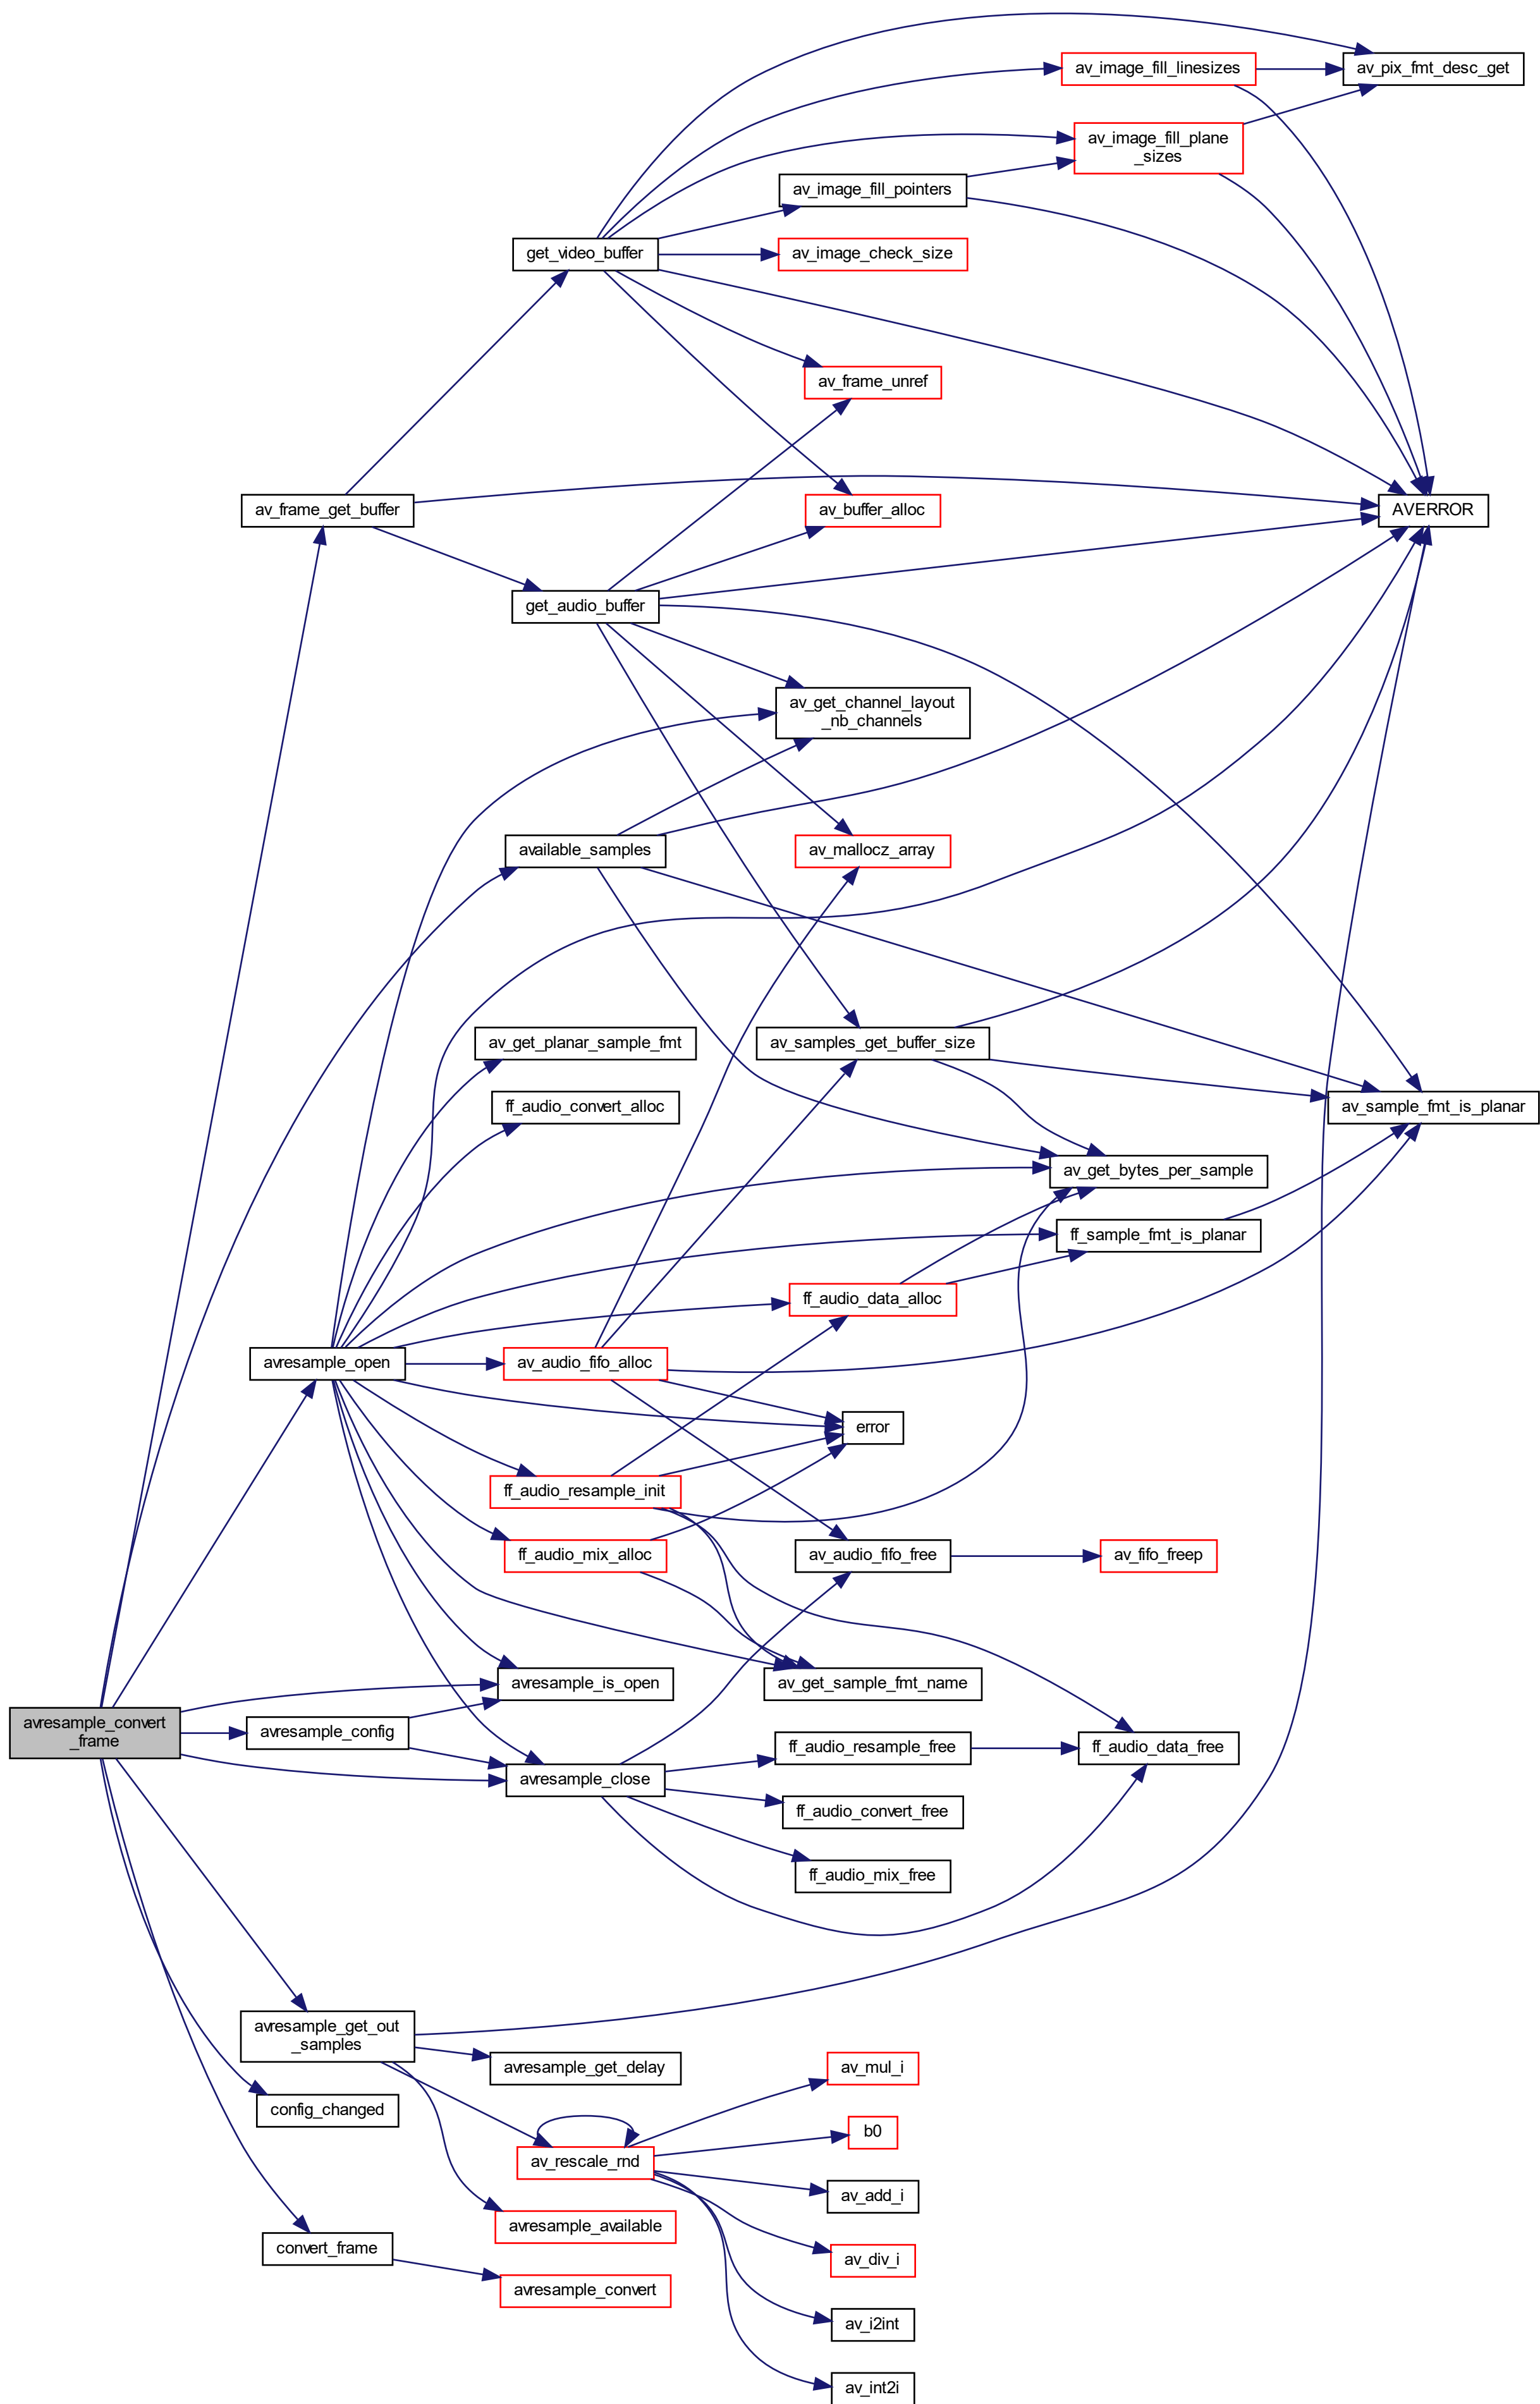 av_image_fill_linesizes
av_pix_fmt_desc_get
av_image_fill_plane
_sizes
av_image_fill_pointers
get_video_buffer
av_image_check_size
av_frame_unref
av_frame_get_buffer
av_buffer_alloc
AVERROR
get_audio_buffer
av_get_channel_layout
_nb_channels
available_samples
av_mallocz_array
av_get_planar_sample_fmt
av_samples_get_buffer_size
ff_audio_convert_alloc
av_sample_fmt_is_planar
av_get_bytes_per_sample
ff_sample_fmt_is_planar
ff_audio_data_alloc
avresample_open
av_audio_fifo_alloc
error
ff_audio_resample_init
ff_audio_mix_alloc
av_audio_fifo_free
av_fifo_freep
avresample_is_open
av_get_sample_fmt_name
avresample_convert
_frame
avresample_config
ff_audio_resample_free
ff_audio_data_free
avresample_close
ff_audio_convert_free
ff_audio_mix_free
avresample_get_out
_samples
avresample_get_delay
av_mul_i
config_changed
b0
av_rescale_rnd
av_add_i
avresample_available
convert_frame
av_div_i
avresample_convert
av_i2int
av_int2i